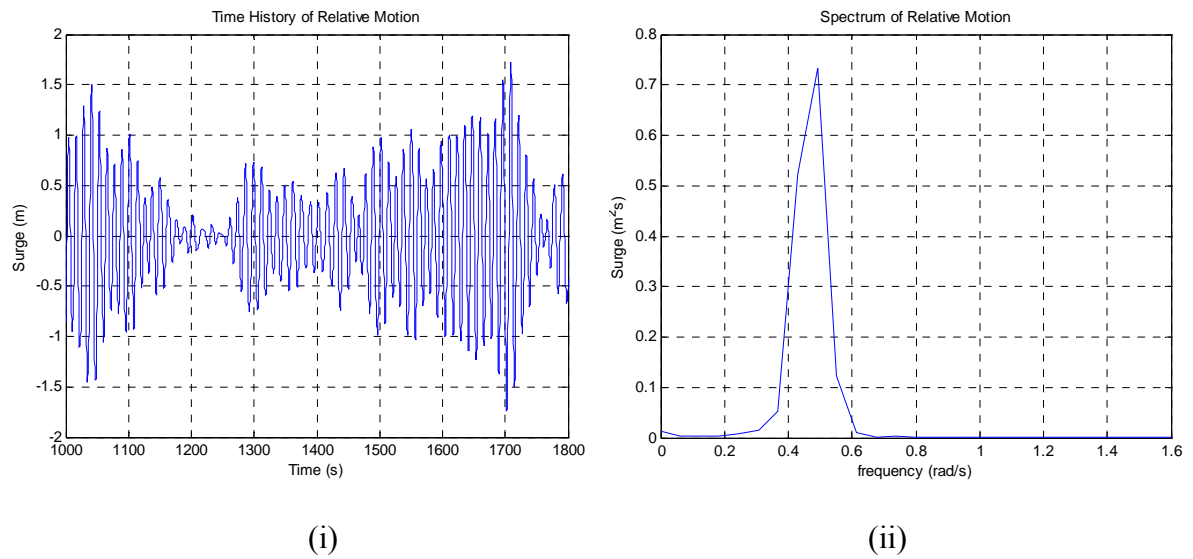 Time History of Relative Motion
2
1.5
1
0.5
0
-0.5
-1
-1.5
-2
Surge (m)
1000 1100 1200 1300 1400 1500 1600 1700 1800
Time (s)
(i)
Spectrum of Relative Motion
0.8
0.7
0.6
0.5
0.4
0.3
0.2
0.1
0
Surge (m²s)
0 0.2 0.4 0.6 0.8 1 1.2 1.4 1.6
frequency (rad/s)
(ii)